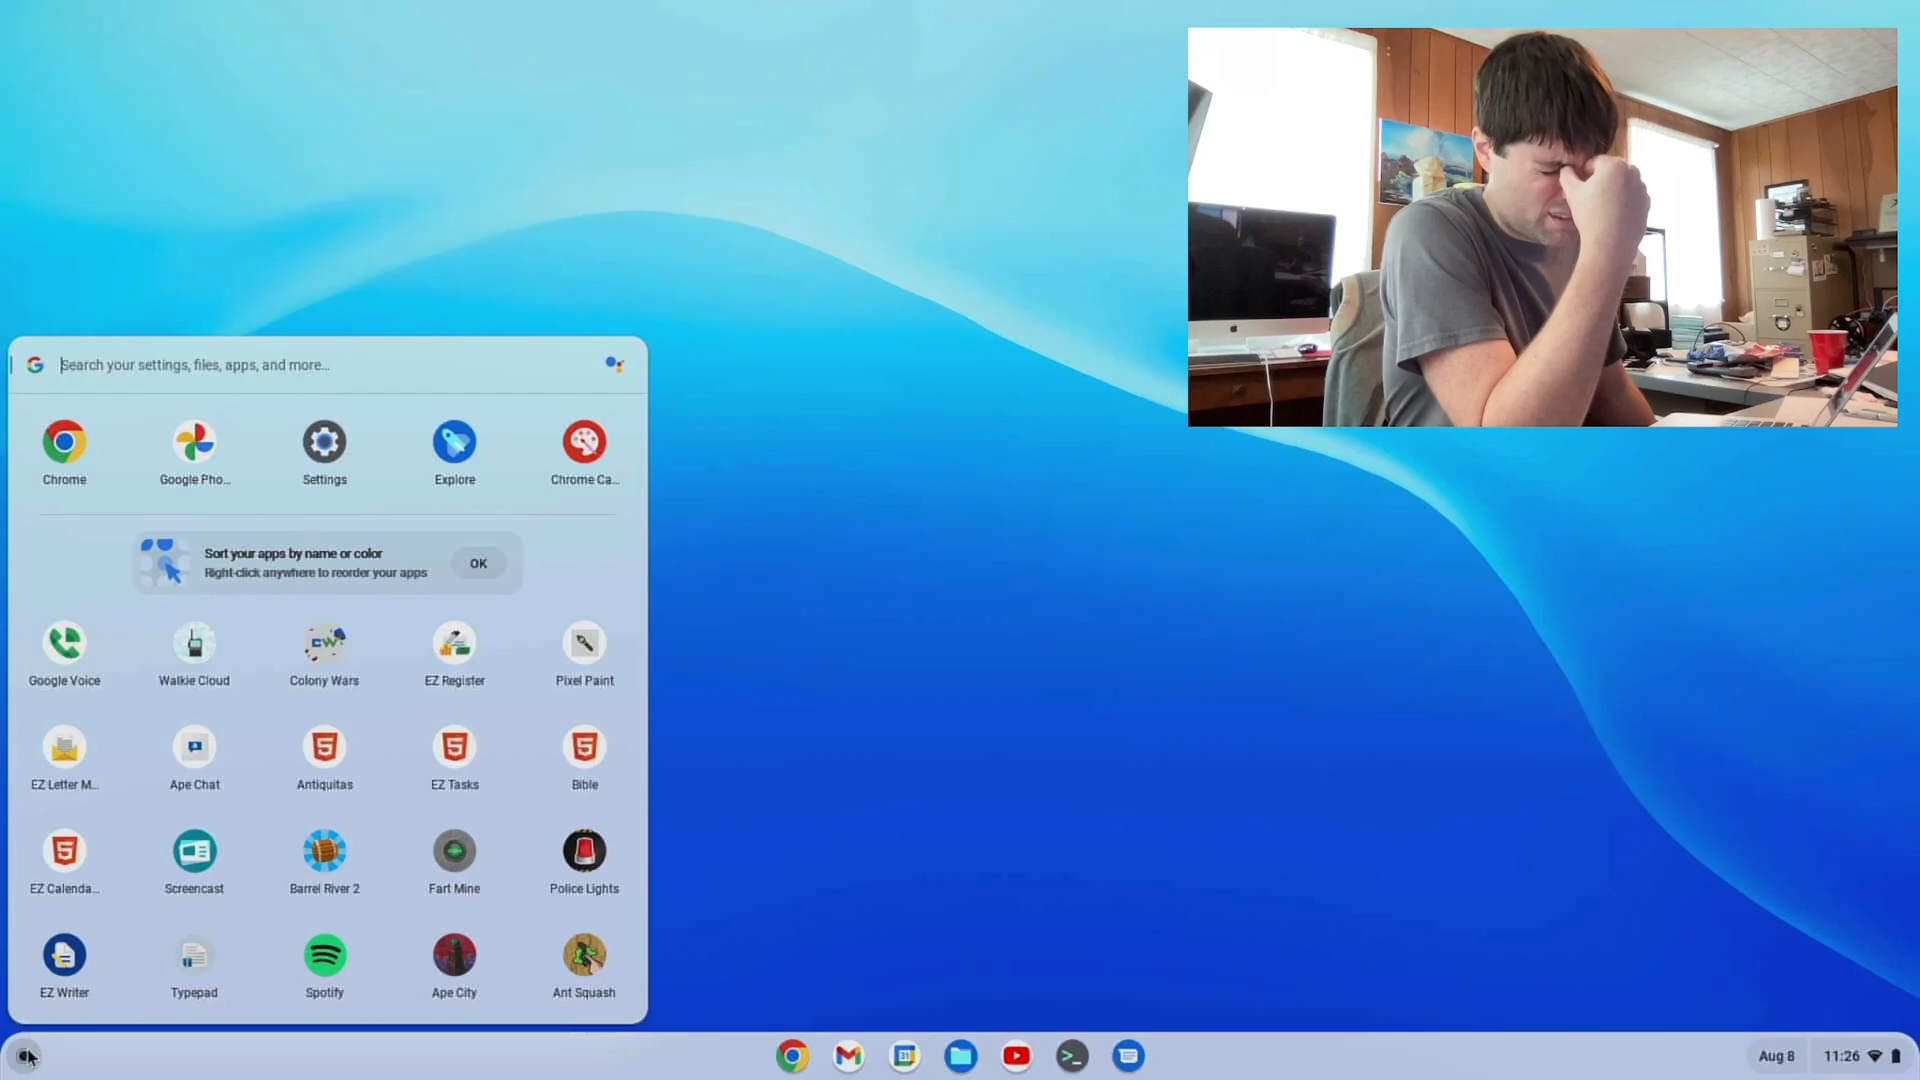 Search your settings, files, apps, and more...
Chrome
Google Pho...
Settings
Explore
Chrome Ca...
Sort your apps by name or color
Right-click anywhere to reorder your apps
OK
Google Voice
Walkie Cloud
CW
Colony Wars
EZ Register
Pixel Paint
EZ Letter M...
Ape Chat
Antiquitas
EZ Tasks
Bible
EZ Calenda...
Screencast
Barrel River 2
Fart Mine
Police Lights
EZ Writer
Typepad
Spotify
Ape City
Ant Squash
31
Aug 8
11:26